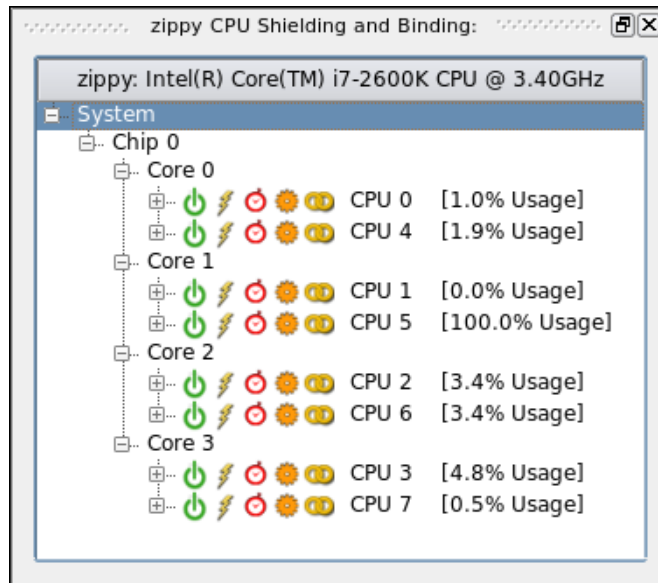 zippy CPU Shielding and Binding:
zippy: Intel(R) Core(TM) i7-2600K CPU @ 3.40GHz
System
Chip 0
Core 0
CPU 0 [1.0% Usage]
CPU 4 [1.9% Usage]
Core 1
CPU 1 [0.0% Usage]
CPU 5 [100.0% Usage]
Core 2
CPU 2 [3.4% Usage]
CPU 6 [3.4% Usage]
Core 3
CPU 3 [4.8% Usage]
CPU 7 [0.5% Usage]